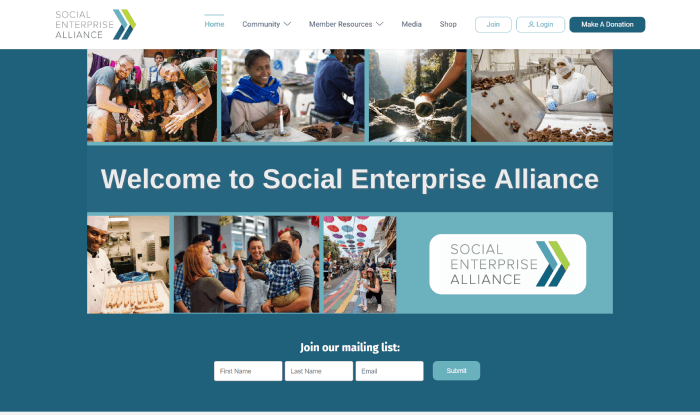 SOCIAL
ENTERPRISE
ALLIANCE
Home Community Member Resources Media Shop Join Login Make A Donation
Welcome to Social Enterprise Alliance
SOCIAL
ENTERPRISE
ALLIANCE
Join our mailing list:
First Name Last Name Email Submit